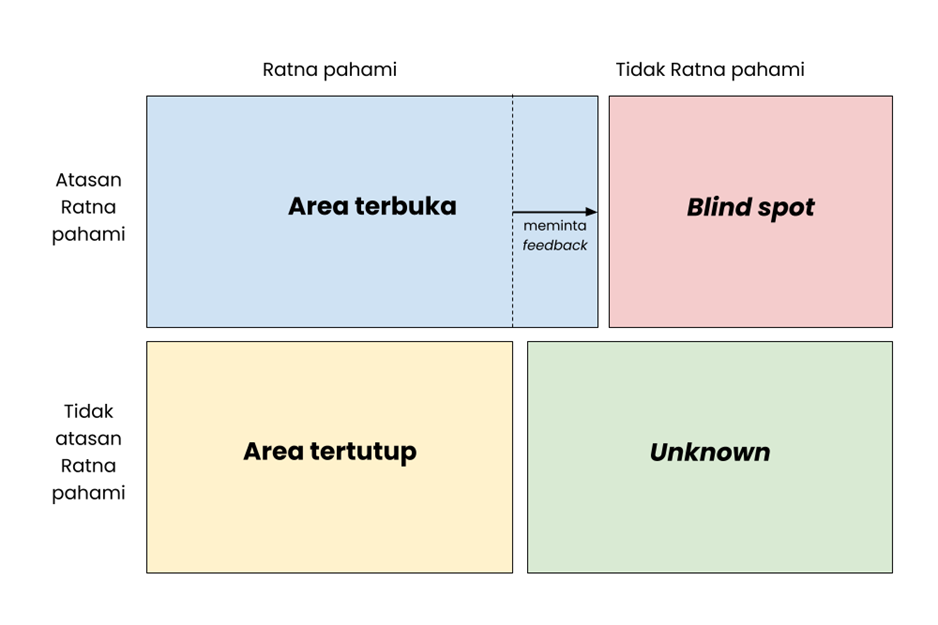 Ratna pahami
Tidak Ratna pahami
Atasan
Ratna
pahami
Area terbuka
meminta
feedback
Blind spot
Tidak
atasan
Ratna
pahami
Area tertutup
Unknown